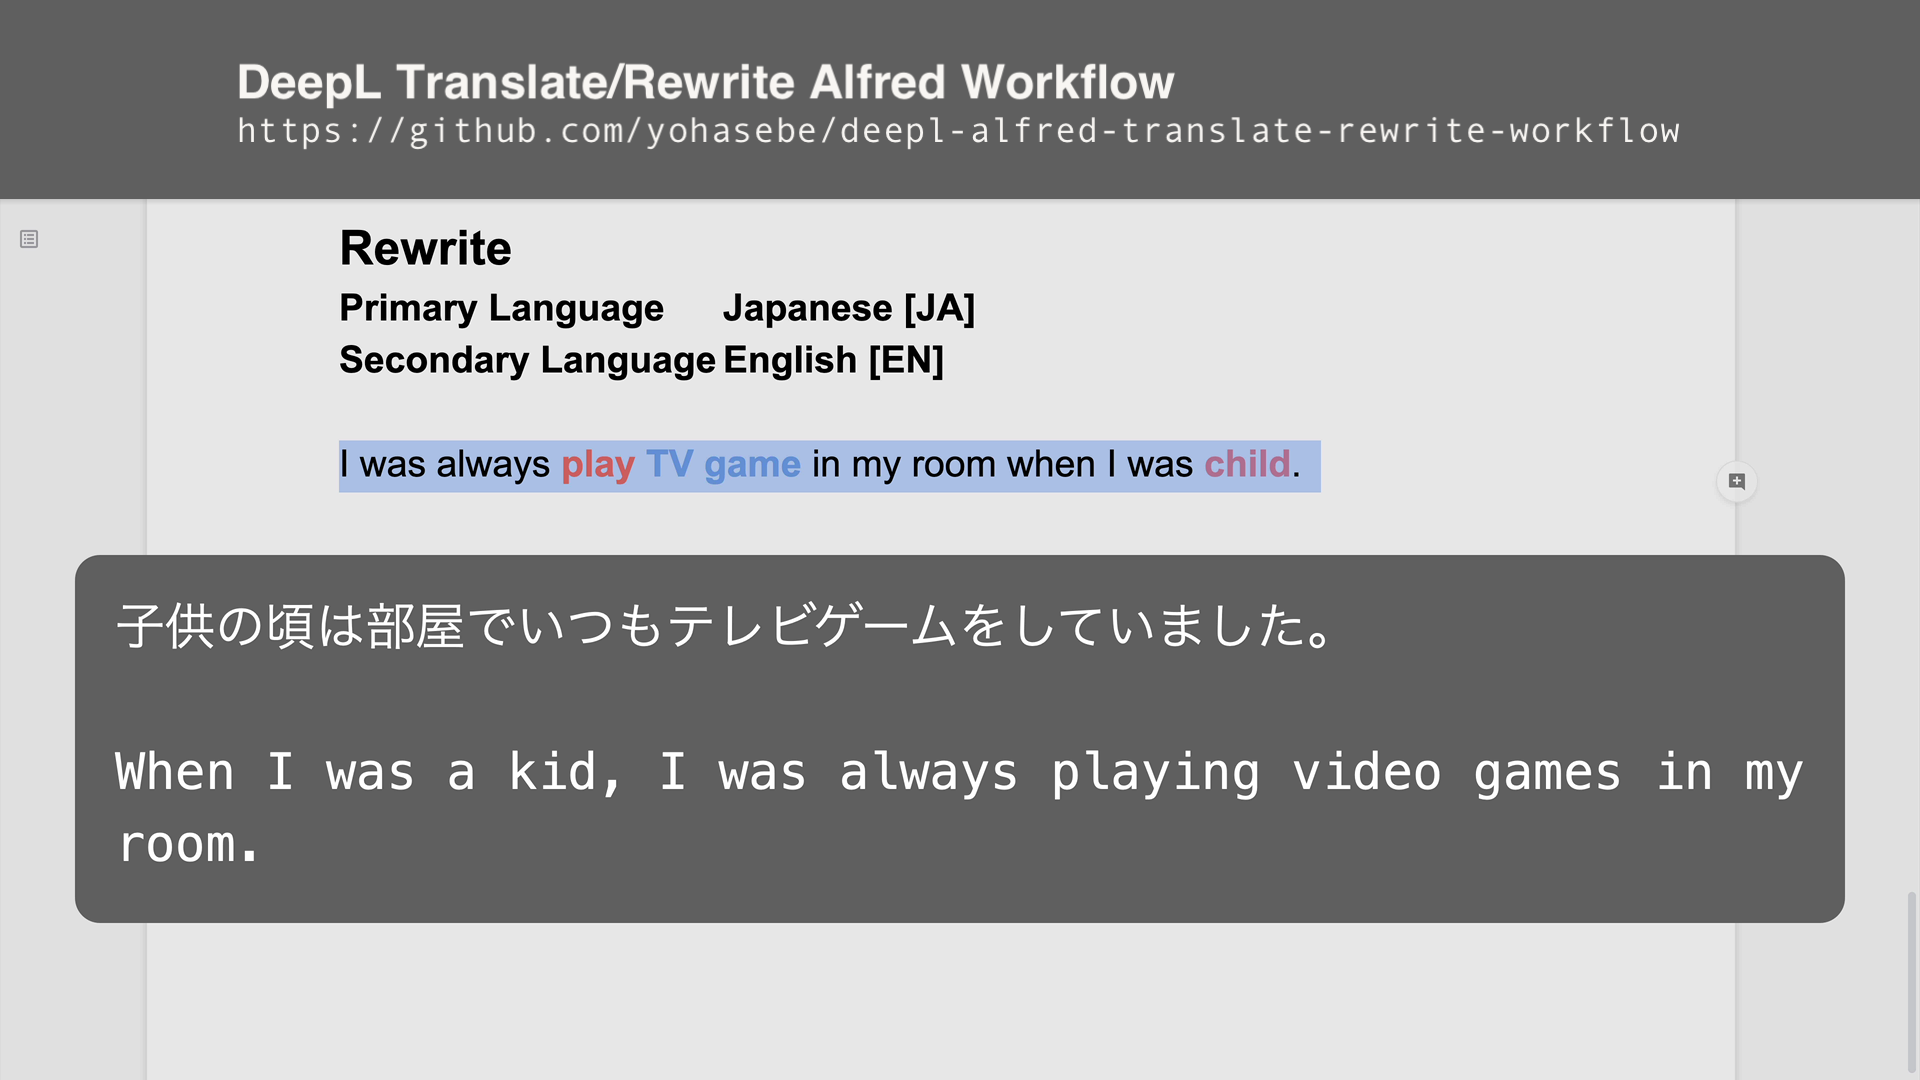 DeepL Translate/Rewrite Alfred Workflow
https://github.com/yohasebe/deepl-alfred-translate-rewrite-workflow
Rewrite
Primary Language Japanese [JA]
Secondary Language English [EN]
I was always play TV game in my room when I was child.
子供の頃は部屋でいつもテレビゲームをしていました。
When I was a kid, I was always playing video games in my
room.